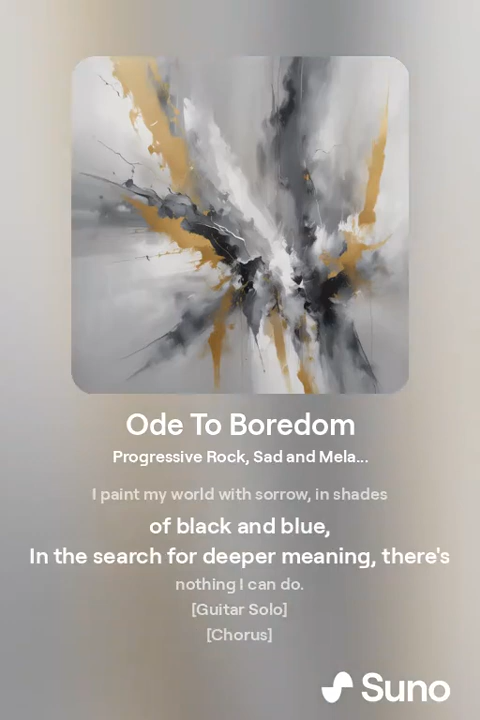 Ode To Boredom
Progressive Rock, Sad and Mela...
I paint my world with sorrow, in shades
of black and blue,
In the search for deeper meaning, there's
nothing I can do.
[Guitar Solo]
[Chorus]
Suno